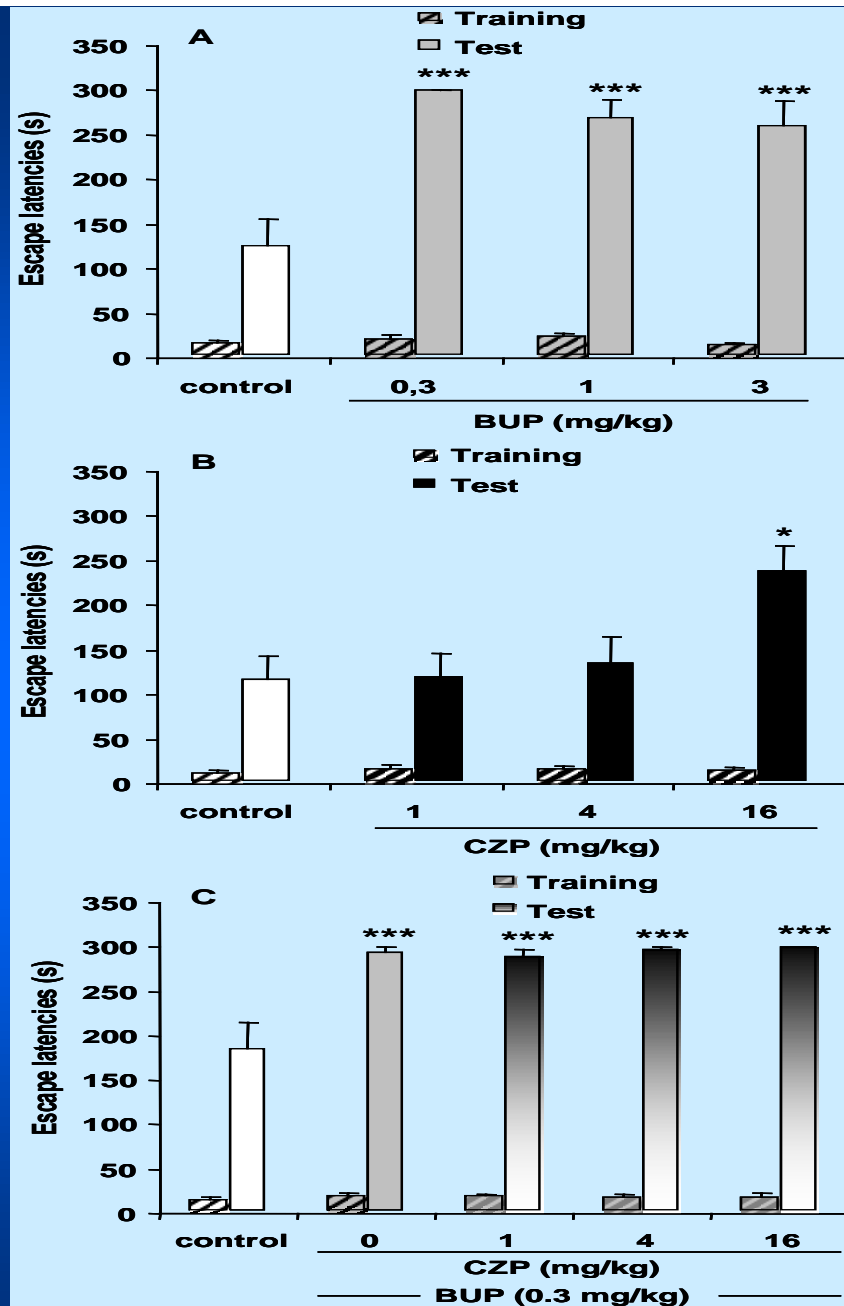 A
Training
Test
Escape latencies (s)
350
300
250
200
150
100
50
0
***
***
***
control
0,3
1
3
BUP (mg/kg)
B
Training
Test
Escape latencies (s)
350
300
250
200
150
100
50
0
*
control
1
4
16
CZP (mg/kg)
C
Training
Test
Escape latencies (s)
350
300
250
200
150
100
50
0
***
***
***
***
control
0
1
4
16
CZP (mg/kg)
BUP (0.3 mg/kg)